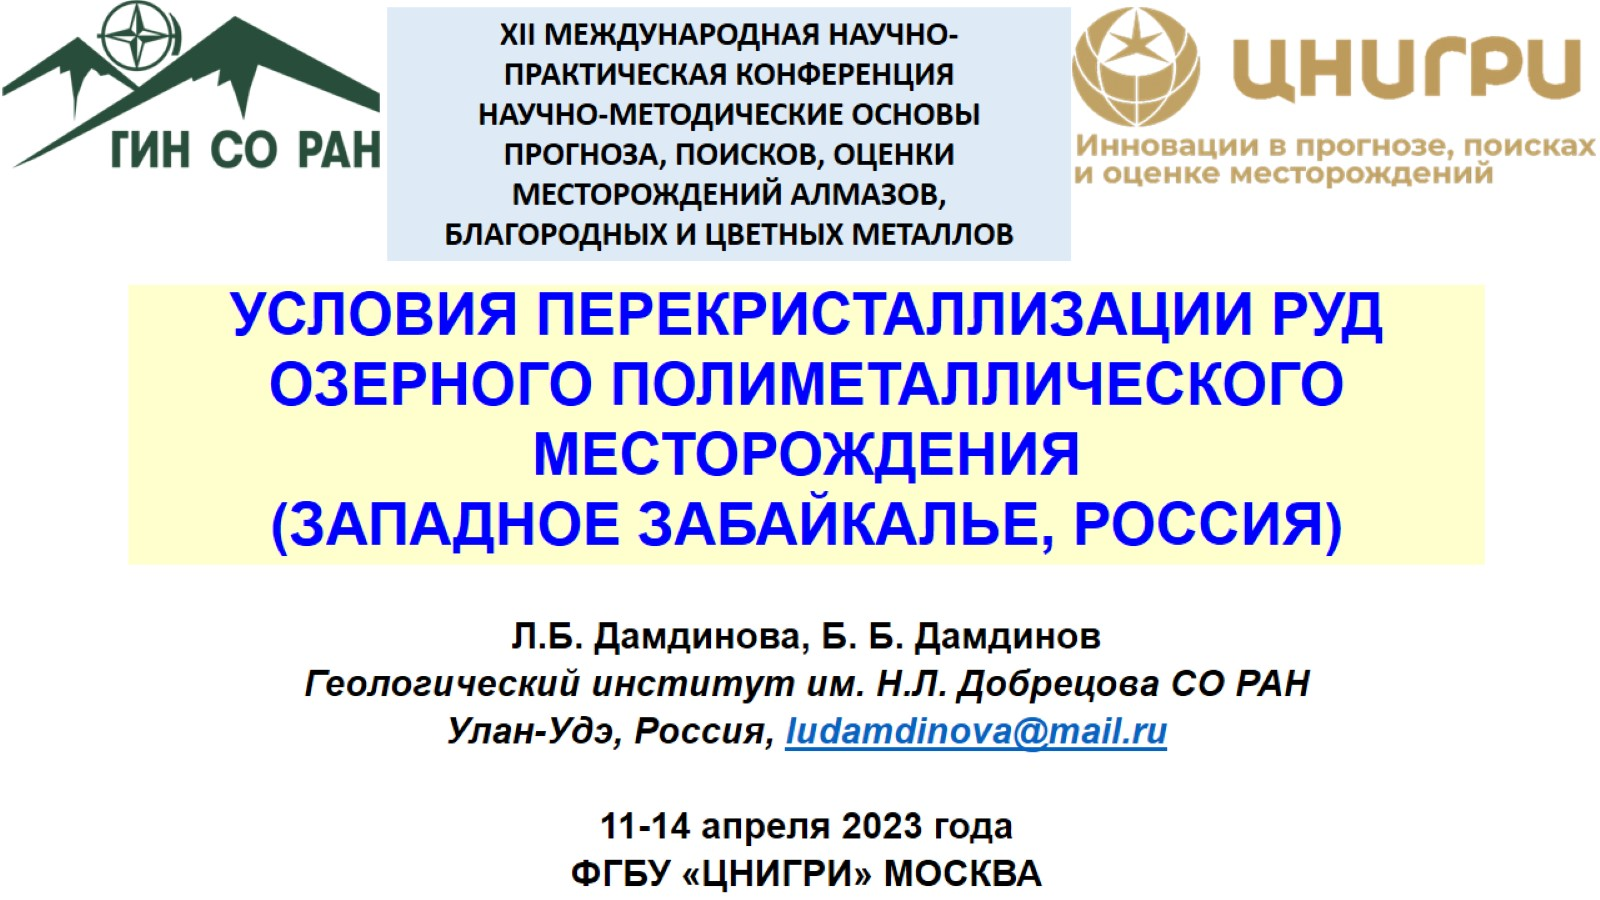 ГИН СО РАН
XII МЕЖДУНАРОДНАЯ НАУЧНО-
ПРАКТИЧЕСКАЯ КОНФЕРЕНЦИЯ
НАУЧНО-МЕТОДИЧЕСКИЕ ОСНОВЫ
ПРОГНОЗА, ПОИСКОВ, ОЦЕНКИ
МЕСТОРОЖДЕНИЙ АЛМАЗОВ,
БЛАГОРОДНЫХ И ЦВЕТНЫХ МЕТАЛЛОВ
ЦНИГРИ
Инновации в прогнозе, поисках
и оценке месторождений
УСЛОВИЯ ПЕРЕКРИСТАЛЛИЗАЦИИ РУД
ОЗЕРНОГО ПОЛИМЕТАЛЛИЧЕСКОГО
МЕСТОРОЖДЕНИЯ
(ЗАПАДНОЕ ЗАБАЙКАЛЬЕ, РОССИЯ)
Л.Б. Дамдинова, Б. Б. Дамдинов
Геологический институт им. Н.Л. Добрецова СО РАН
Улан-Удэ, Россия, ludamdinova@mail.ru
11-14 апреля 2023 года
ФГБУ «ЦНИГРИ» МОСКВА